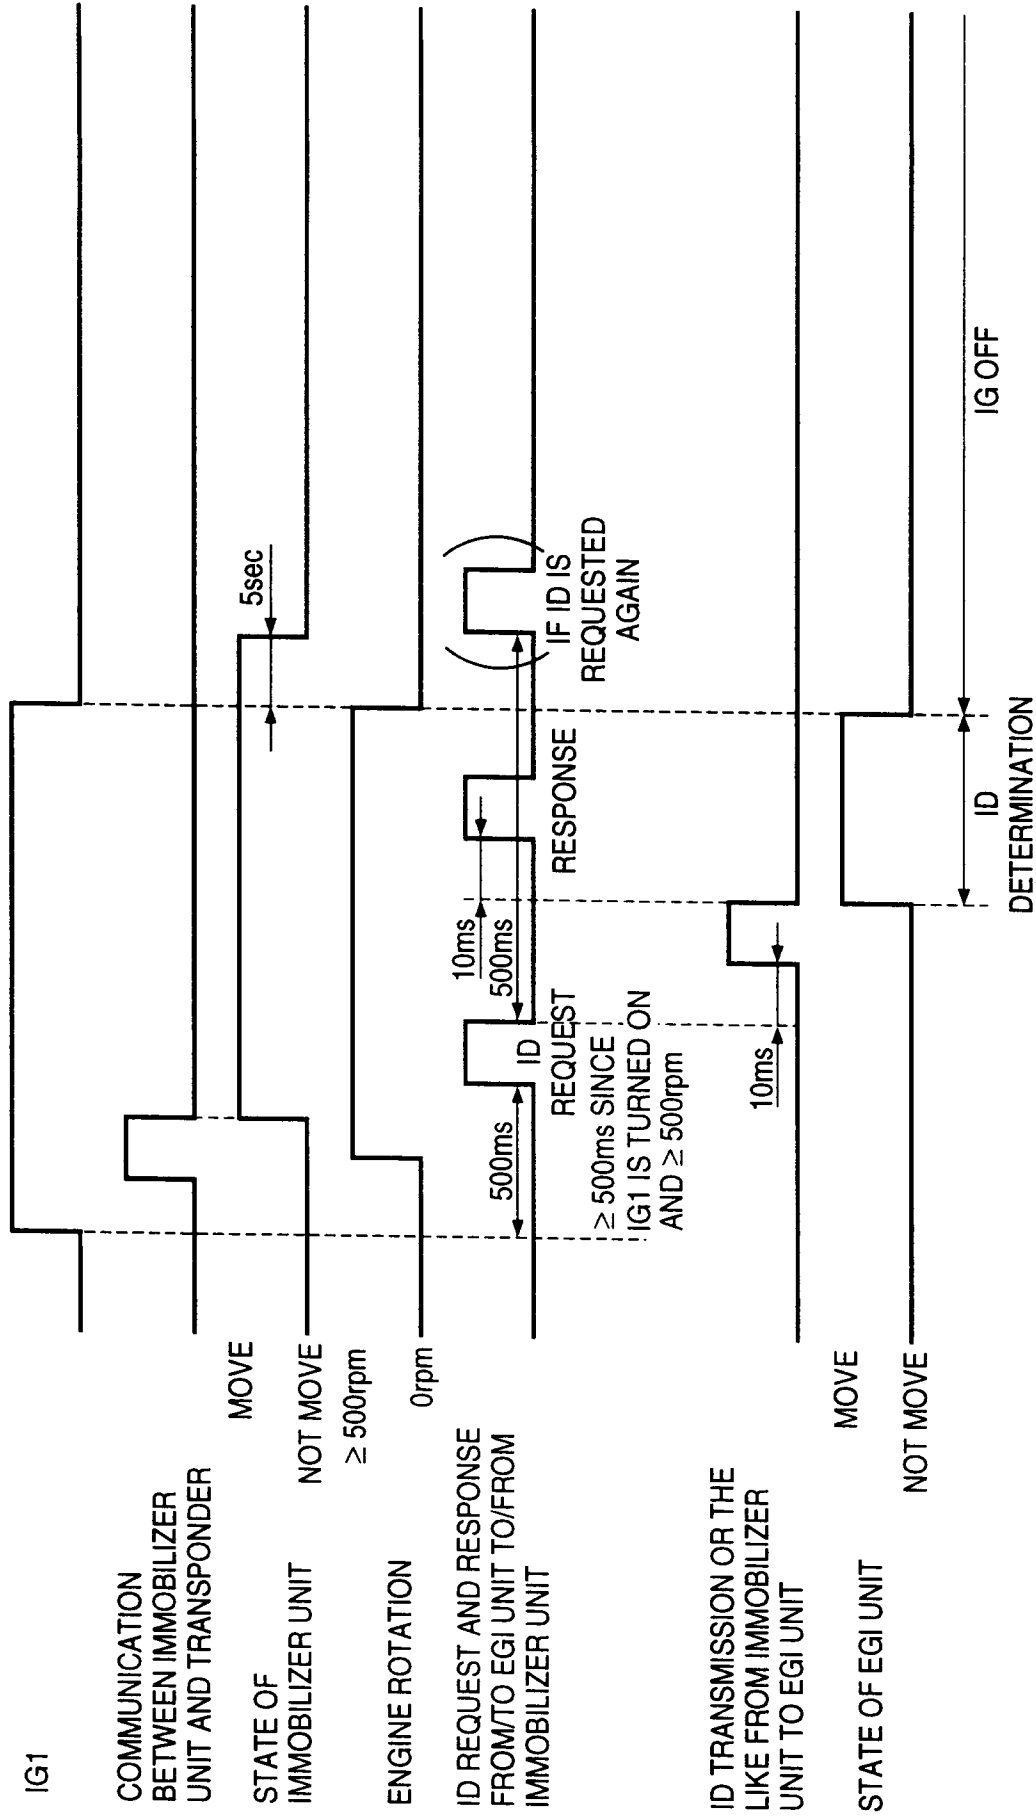 IG1
COMMUNICATION
BETWEEN IMMOBILIZER
UNIT AND TRANSPONDER
MOVE
STATE OF
IMMOBILIZER UNIT
NOT MOVE
5sec
≥ 500rpm
ENGINE ROTATION
0rpm
ID REQUEST AND RESPONSE
FROM/TO EGI UNIT TO/FROM
IMMOBILIZER UNIT
500ms
ID
REQUEST
≥ 500ms SINCE
IG1 IS TURNED ON
AND ≥ 500rpm
10ms
500ms
RESPONSE
IF ID IS
REQUESTED
AGAIN
ID TRANSMISSION OR THE
LIKE FROM IMMOBILIZER
UNIT TO EGI UNIT
10ms
MOVE
STATE OF EGI UNIT
NOT MOVE
ID
DETERMINATION
IG OFF